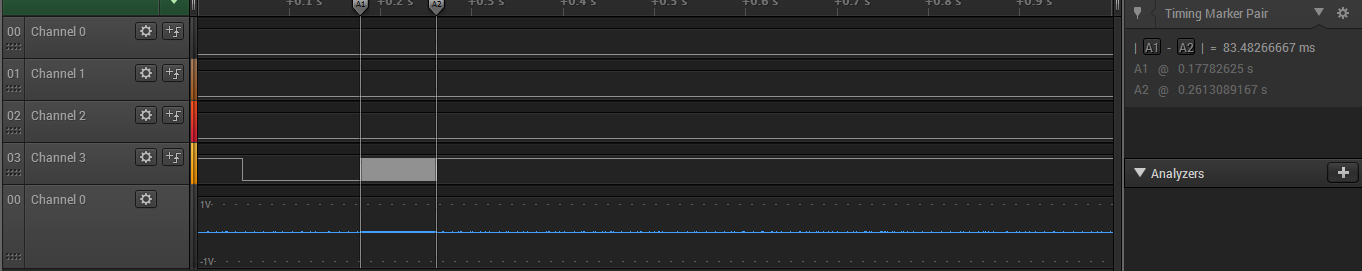 +0.1 s +0.2 s +0.3 s +0.4 s +0.5 s +0.6 s +0.7 s +0.8 s +0.9 s
A1 A2
00 Channel 0
01 Channel 1
02 Channel 2
03 Channel 3
00 Channel 0
1V
-1V
Timing Marker Pair
| A1 - A2 | = 83.48266667 ms
A1 @ 0.17782625 s
A2 @ 0.2613089167 s
Analyzers